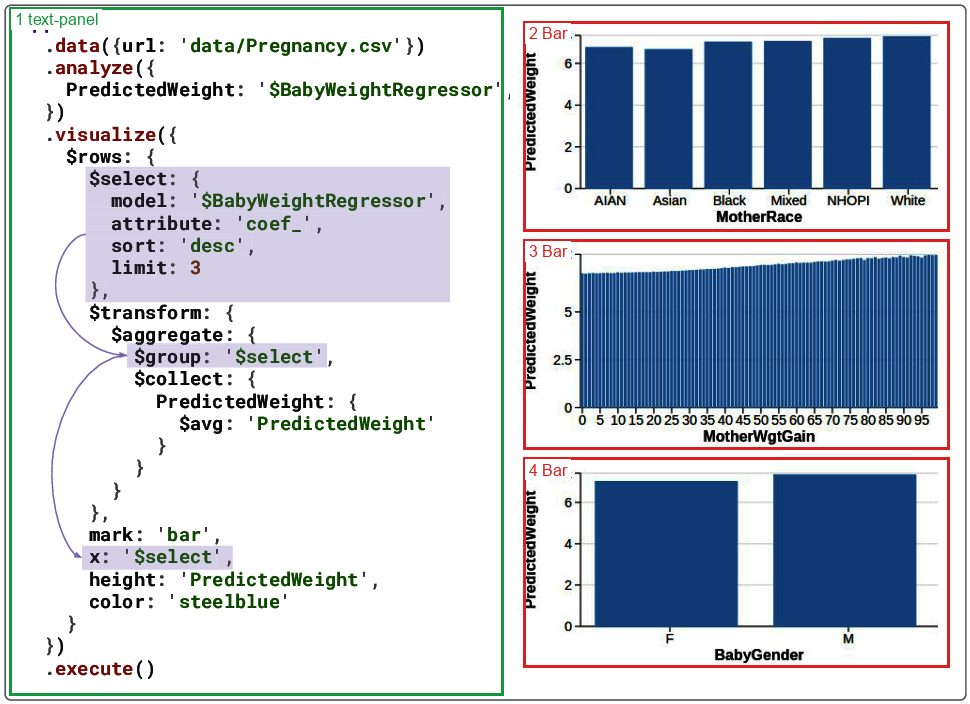 1 text-panel
.data({url: 'data/Pregnancy.csv'})
.analyze({
PredictedWeight: '$BabyWeightRegressor',
})
.visualize({
$rows: {
$select: {
model: '$BabyWeightRegressor',
attribute: 'coef_',
sort: 'desc',
limit: 3
},
$transform: {
$aggregate: {
$group: '$select',
$collect: {
PredictedWeight: {
$avg: 'PredictedWeight'
}
}
}
},
mark: 'bar',
x: '$select',
height: 'PredictedWeight',
color: 'steelblue'
}
})
.execute()
2 Bar
PredictedWeight
6
4
2
0
AIAN Asian Black Mixed NHOPI White
MotherRace
3 Bar
PredictedWeight
5
2.5
0
0 5 10 15 20 25 30 35 40 45 50 55 60 65 70 75 80 85 90 95
MotherWgtGain
4 Bar
PredictedWeight
6
4
2
0
F M
BabyGender